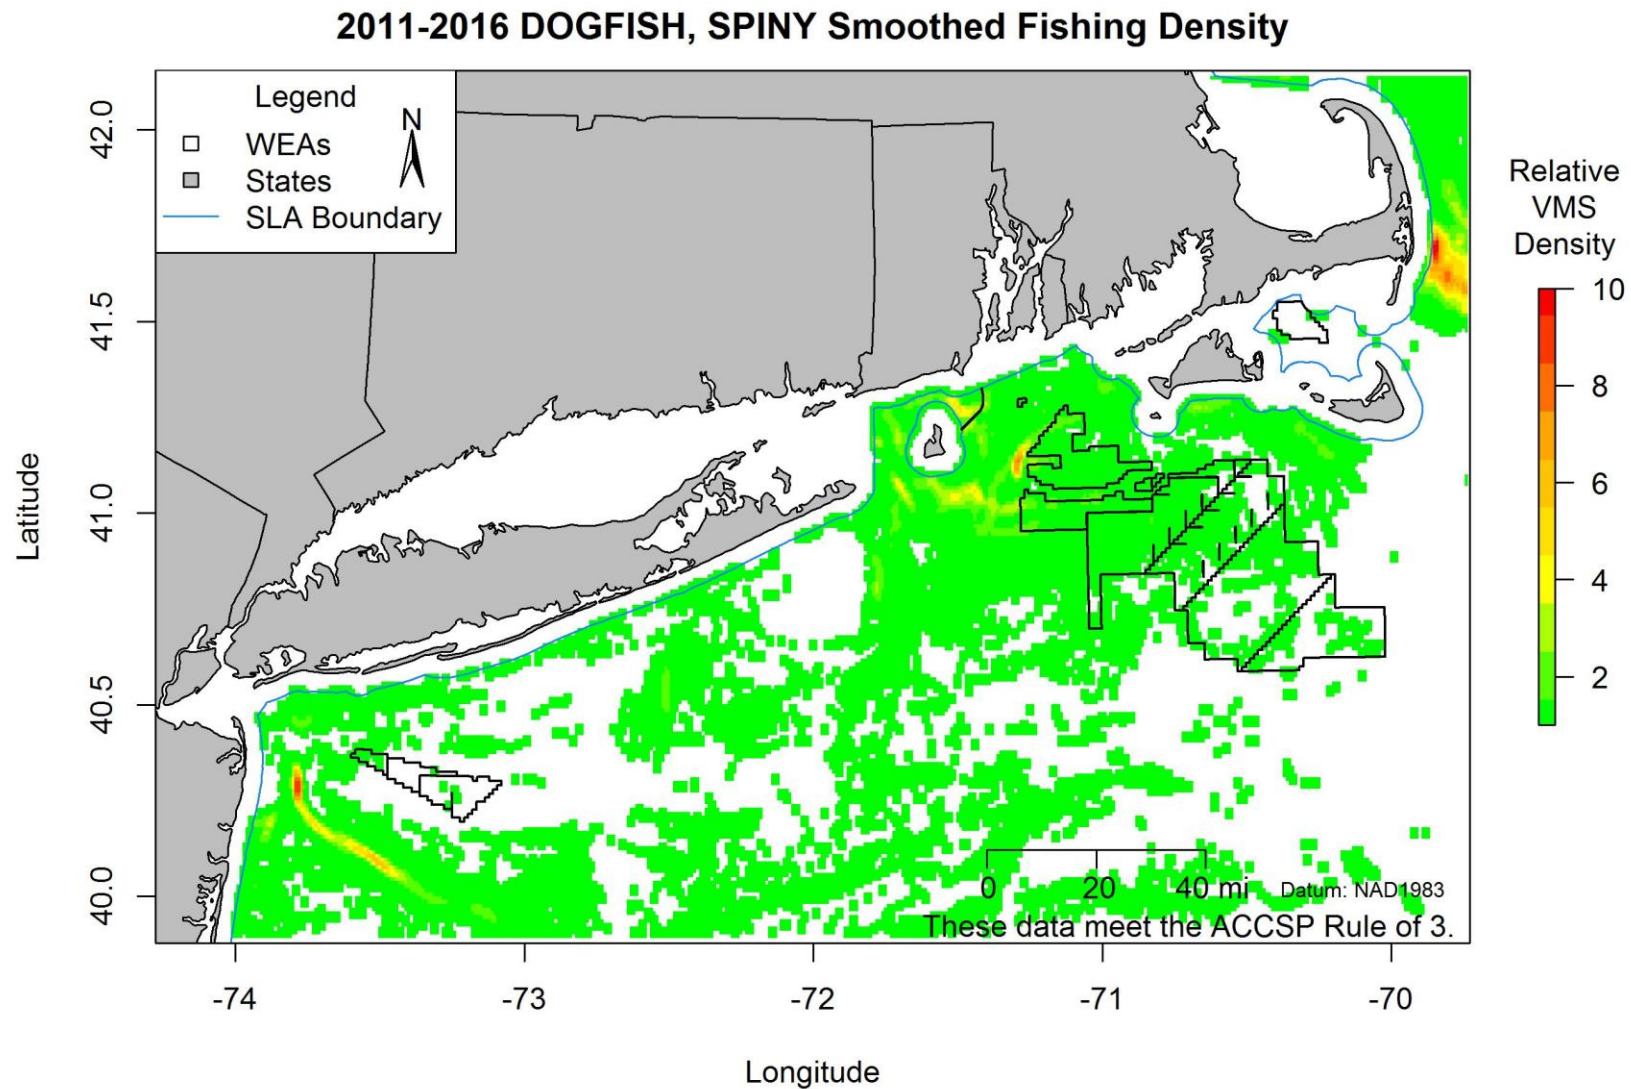 2011-2016 DOGFISH, SPINY Smoothed Fishing Density
Legend
N
WEAs
States
SLA Boundary
Latitude
42.0
41.5
41.0
40.5
40.0
Relative
VMS
Density
10
8
6
4
2
0 20 40 mi Datum: NAD1983
These data meet the ACCSP Rule of 3.
-74 -73 -72 -71 -70
Longitude